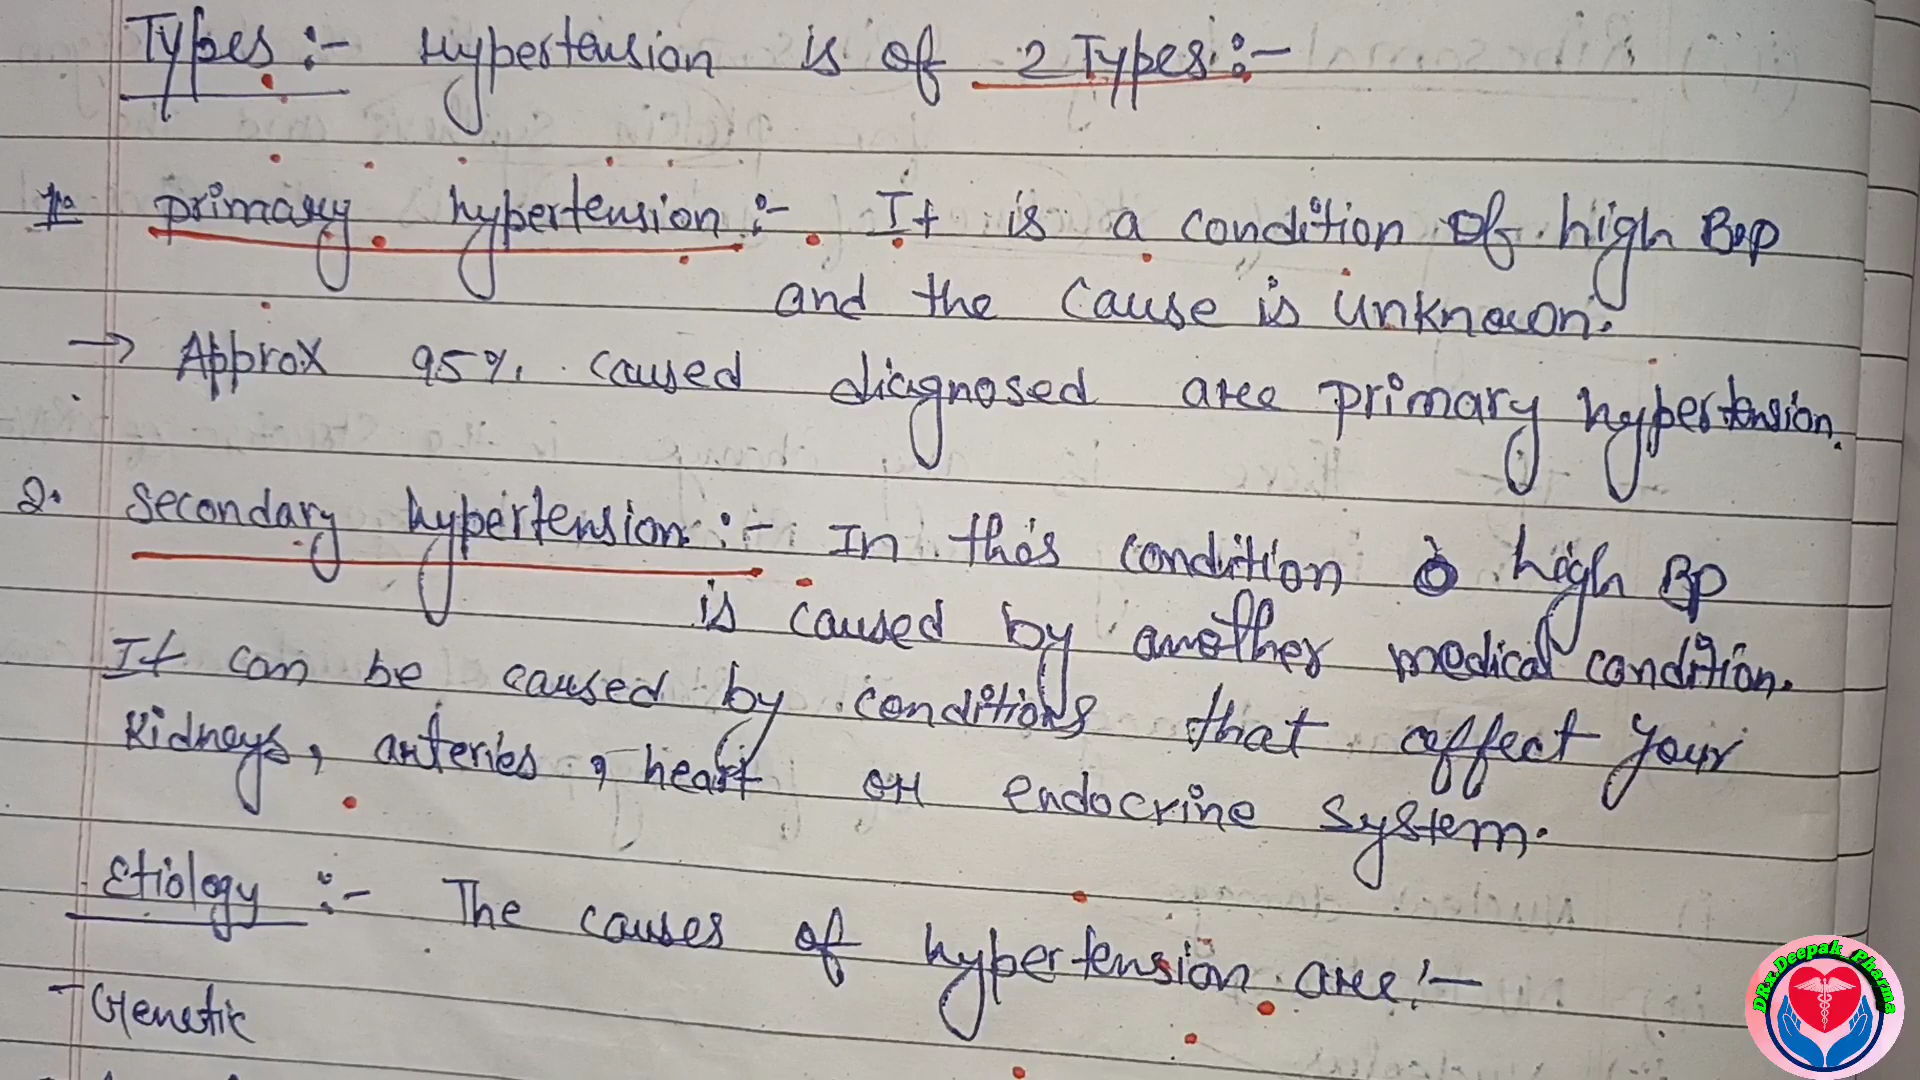 Types :- Hypertension is of 2 Types :-
1. primary hypertension :- It is a condition of high B.p
and the cause is unknown.
→ Approx 95% caused diagnosed are primary hypertension.
2. Secondary hypertension :- In this condition high BP
is caused by another medical condition.
It can be caused by conditions that affect your
Kidneys, arteries, heart or endocrine system.
Etiology :- The causes of hypertension are :-
- Genetic
DRx.Deepak Pharma